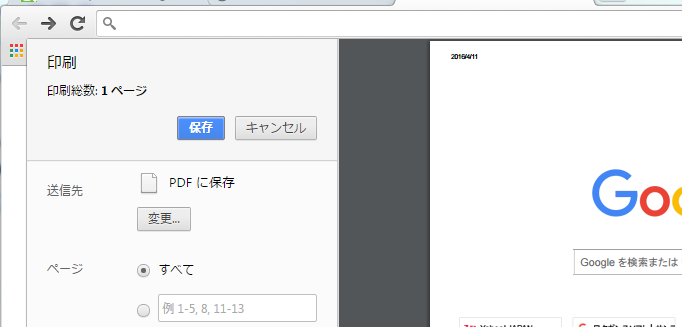 印刷
印刷総数: 1 ページ
保存 キャンセル
送信先 PDF に保存
変更...
ページ すべて
例 1-5, 8, 11-13
2016/4/11
Goo
Google を検索または
Yahoo! JAPAN